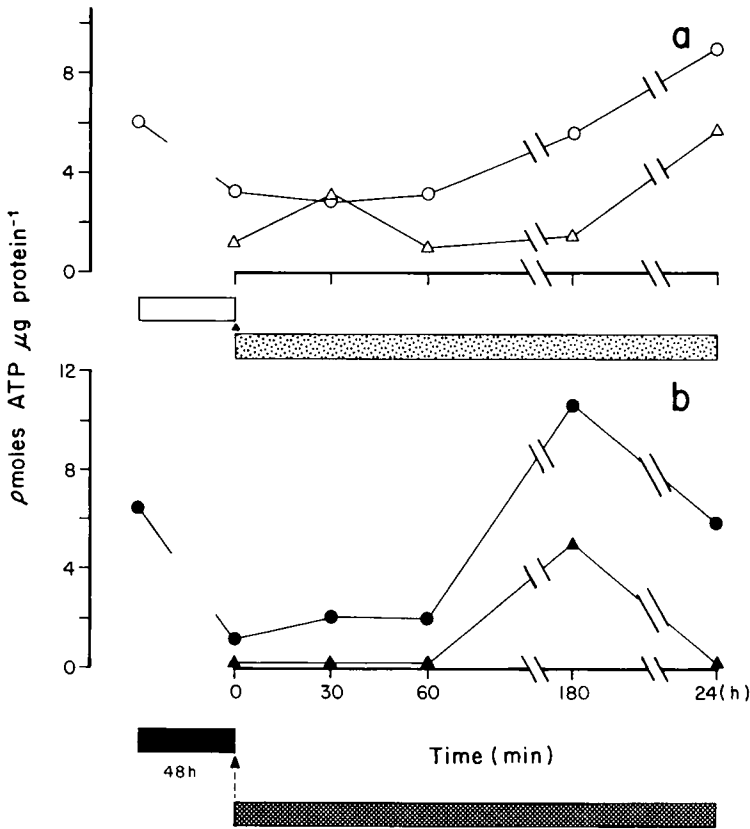 a
8
4
0
pmoles ATP µg protein⁻¹
b
12
8
4
0
0 30 60 180 24(h)
Time (min)
48h